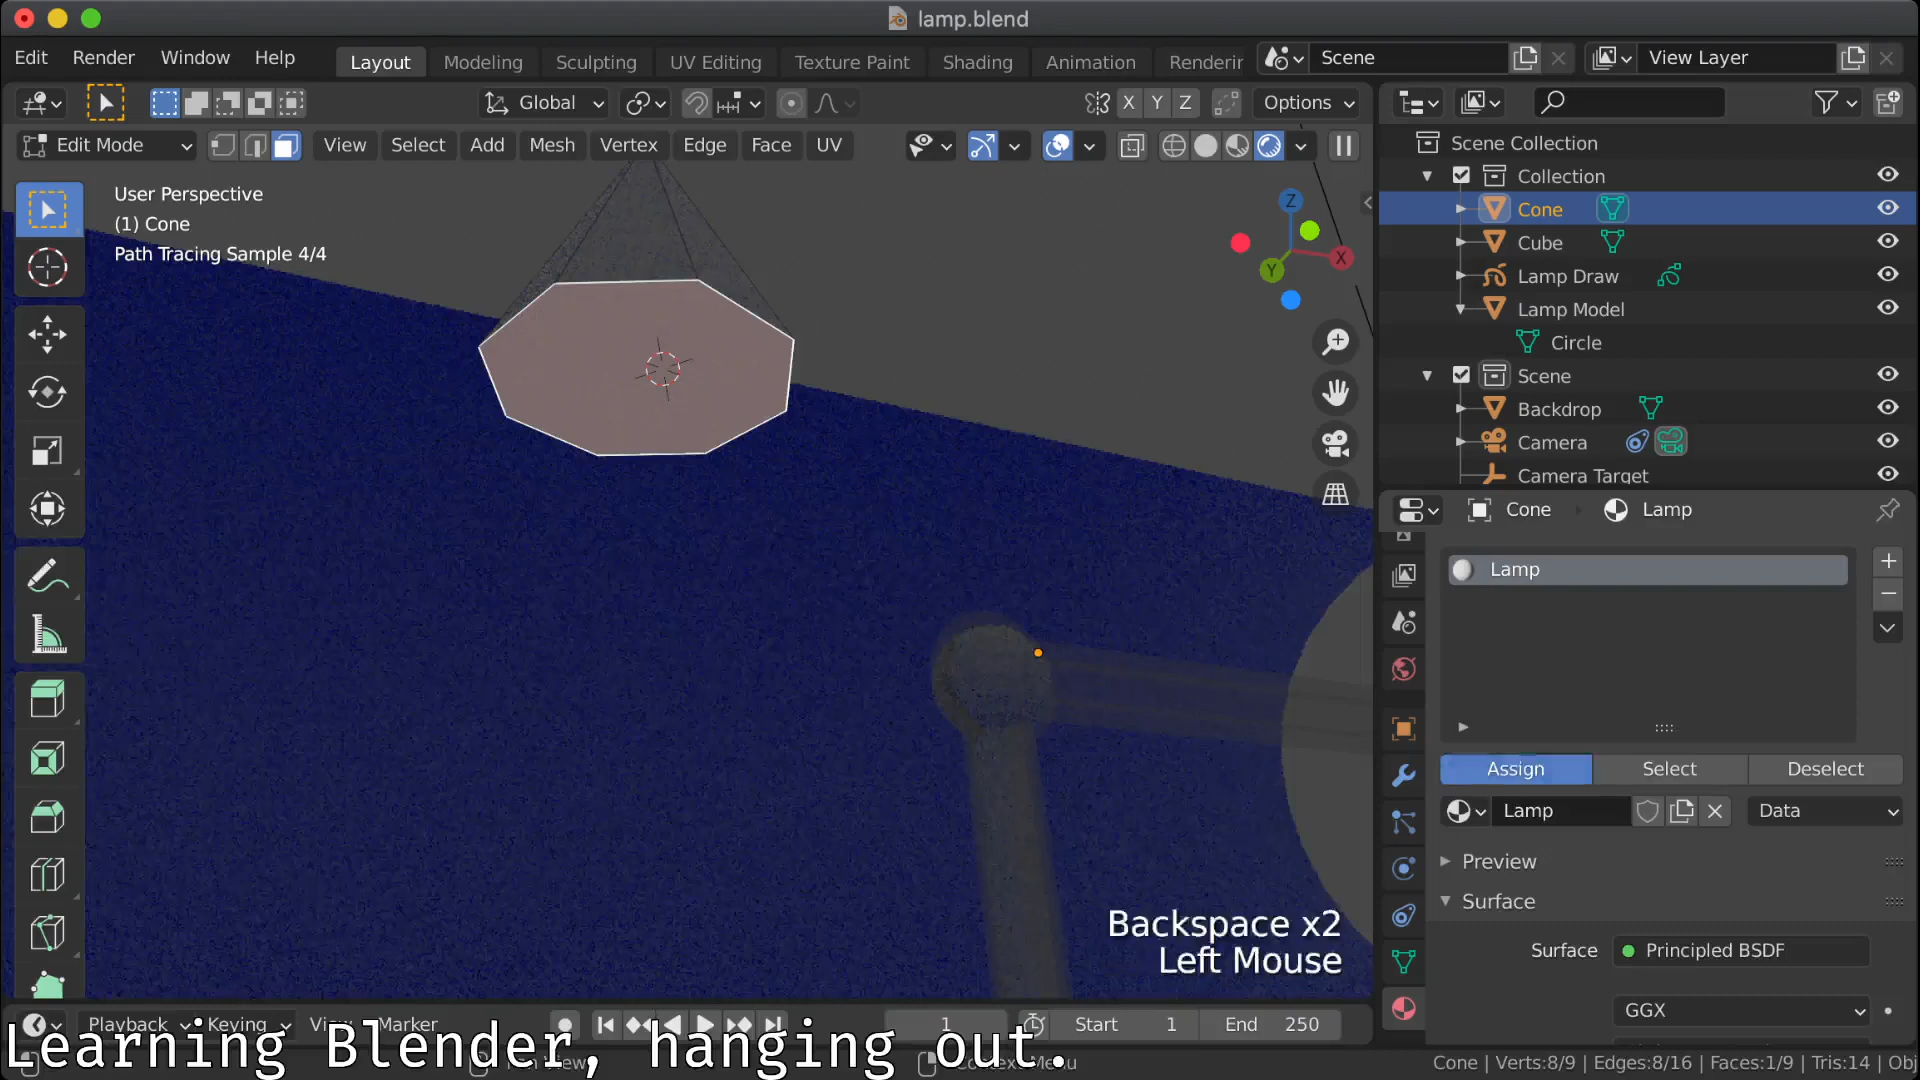 lamp.blend
Edit Render Window Help Layout Modeling Sculpting UV Editing Texture Paint Shading Animation Scene View Layer
Global X Y Z Options
Edit Mode View Select Add Mesh Vertex Edge Face UV
User Perspective
(1) Cone
Path Tracing Sample 4/4
Z
X
Y
Scene Collection
Collection
Cone
Cube
Lamp Draw
Lamp Model
Circle
Scene
Backdrop
Camera
Camera Target
Cone Lamp
Lamp
Assign Select Deselect
Lamp Data
Preview
Surface
Surface Principled BSDF
GGX
Backspace x2
Left Mouse
Playback Keying Marker 1 Start 1 End 250
Learning Blender, hanging out.
Cone | Verts:8/9 | Edges:8/16 | Faces:1/9 | Tris:14 | Obj